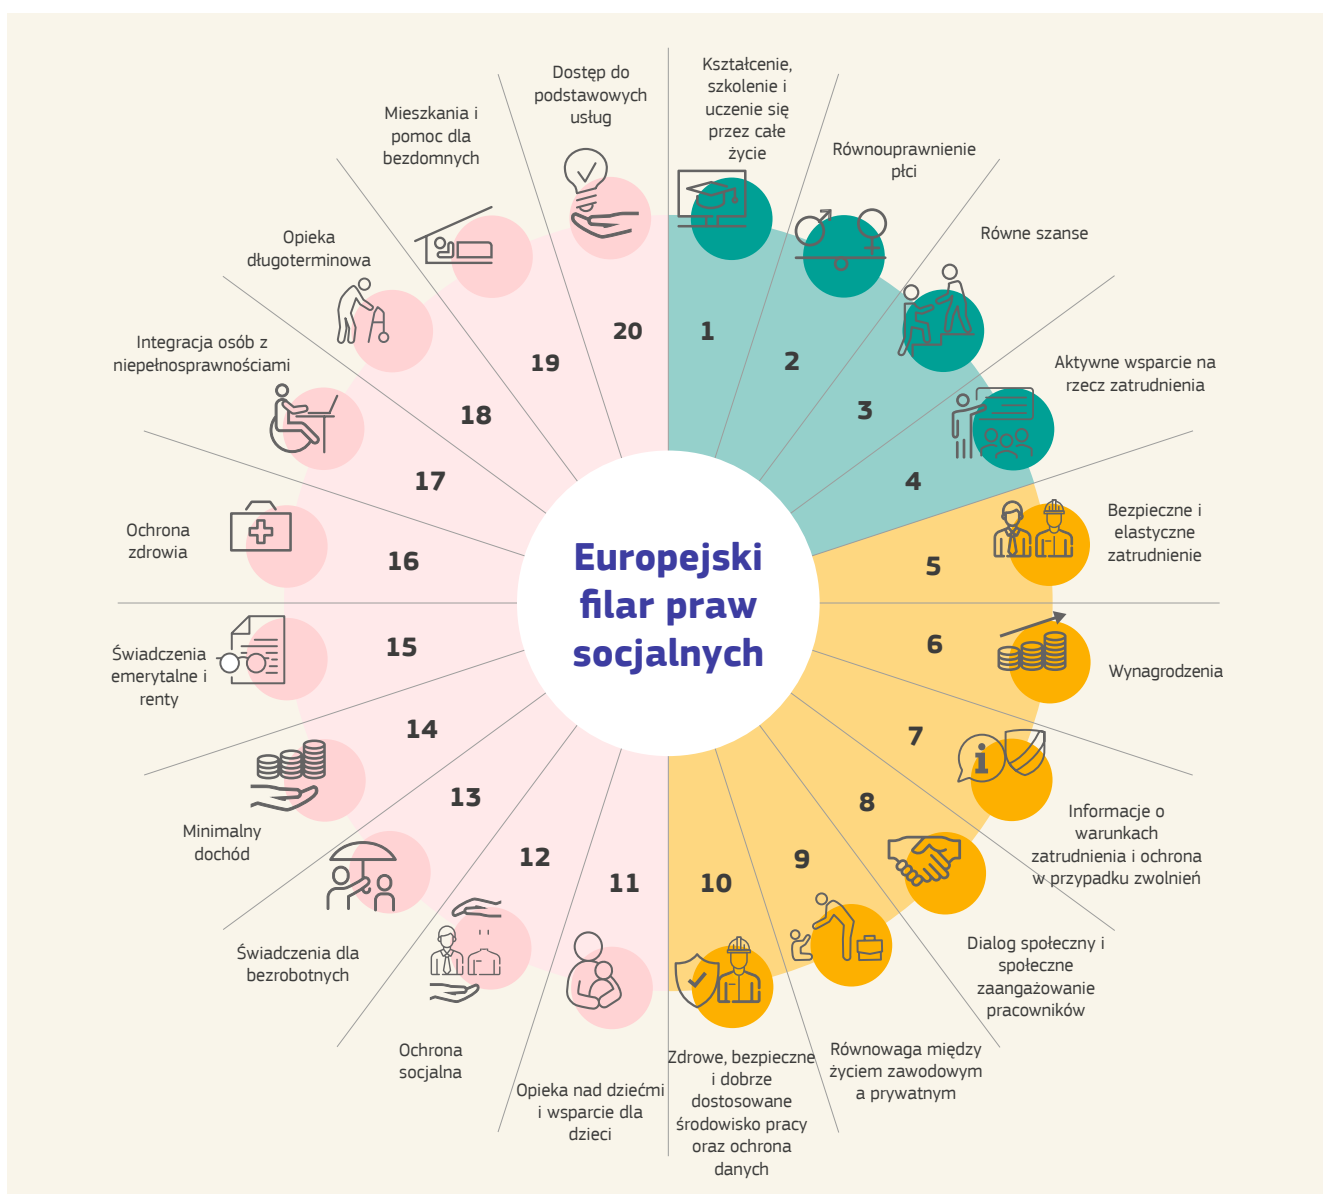 Europejski
filar praw
socjalnych
1
Kształcenie,
szkolenie i
uczenie się
przez całe
życie
2
Równouprawnienie
płci
3
Równe szanse
4
Aktywne wsparcie na
rzecz zatrudnienia
5
Bezpieczne i
elastyczne
zatrudnienie
6
Wynagrodzenia
7
Informacje o
warunkach
zatrudnienia i ochrona
w przypadku zwolnień
8
Dialog społeczny i
społeczne
zaangażowanie
pracowników
9
Równowaga między
życiem zawodowym
a prywatnym
10
Zdrowe, bezpieczne
i dobrze
dostosowane
środowisko pracy
oraz ochrona
danych
11
Opieka nad dziećmi
i wsparcie dla
dzieci
12
Ochrona
socjalna
13
Świadczenia dla
bezrobotnych
14
Minimalny
dochód
15
Świadczenia
emerytalne i
renty
16
Ochrona
zdrowia
17
Integracja osób z
niepełnosprawnościami
18
Opieka
długoterminowa
19
Mieszkania i
pomoc dla
bezdomnych
20
Dostęp do
podstawowych
usług
i